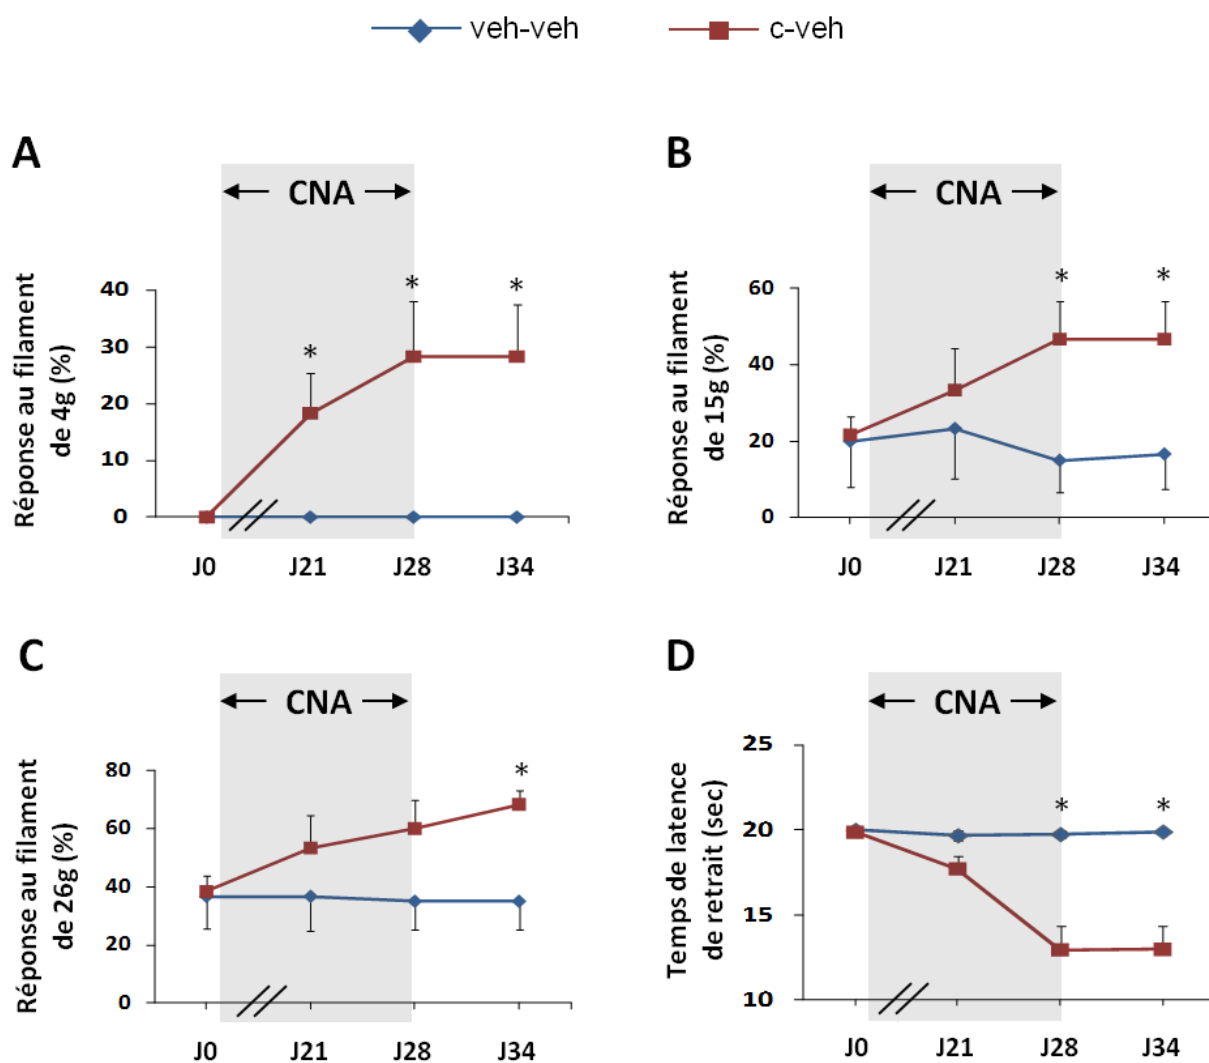 veh-veh c-veh
A
CNA
Réponse au filament
de 4g (%)
40
30
20
10
0
* * *
J0 J21 J28 J34
B
CNA
Réponse au filament
de 15g (%)
60
40
20
0
* *
J0 J21 J28 J34
C
CNA
Réponse au filament
de 26g (%)
80
60
40
20
0
*
J0 J21 J28 J34
D
CNA
Temps de latence
de retrait (sec)
25
20
15
10
* *
J0 J21 J28 J34